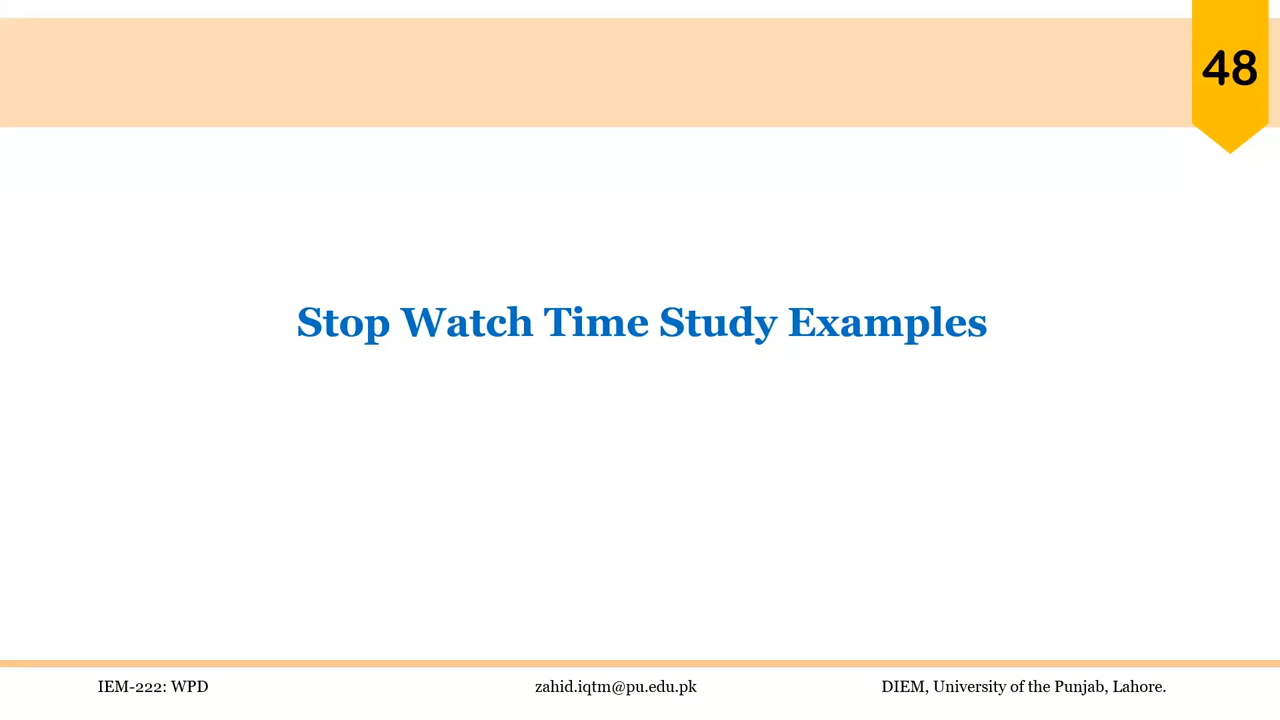 48
Stop Watch Time Study Examples
IEM-222: WPD
zahid.iqtm@pu.edu.pk
DIEM, University of the Punjab, Lahore.